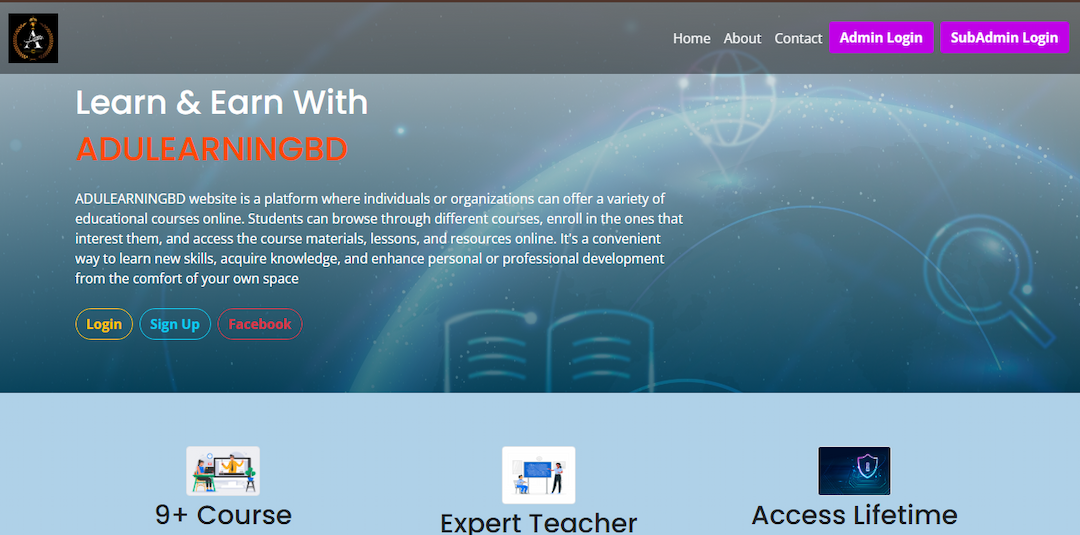 Home About Contact Admin Login SubAdmin Login
Learn & Earn With
ADULEARNINGBD
ADULEARNINGBD website is a platform where individuals or organizations can offer a variety of
educational courses online. Students can browse through different courses, enroll in the ones that
interest them, and access the course materials, lessons, and resources online. It's a convenient
way to learn new skills, acquire knowledge, and enhance personal or professional development
from the comfort of your own space
Login Sign Up Facebook
9+ Course
Expert Teacher
Access Lifetime